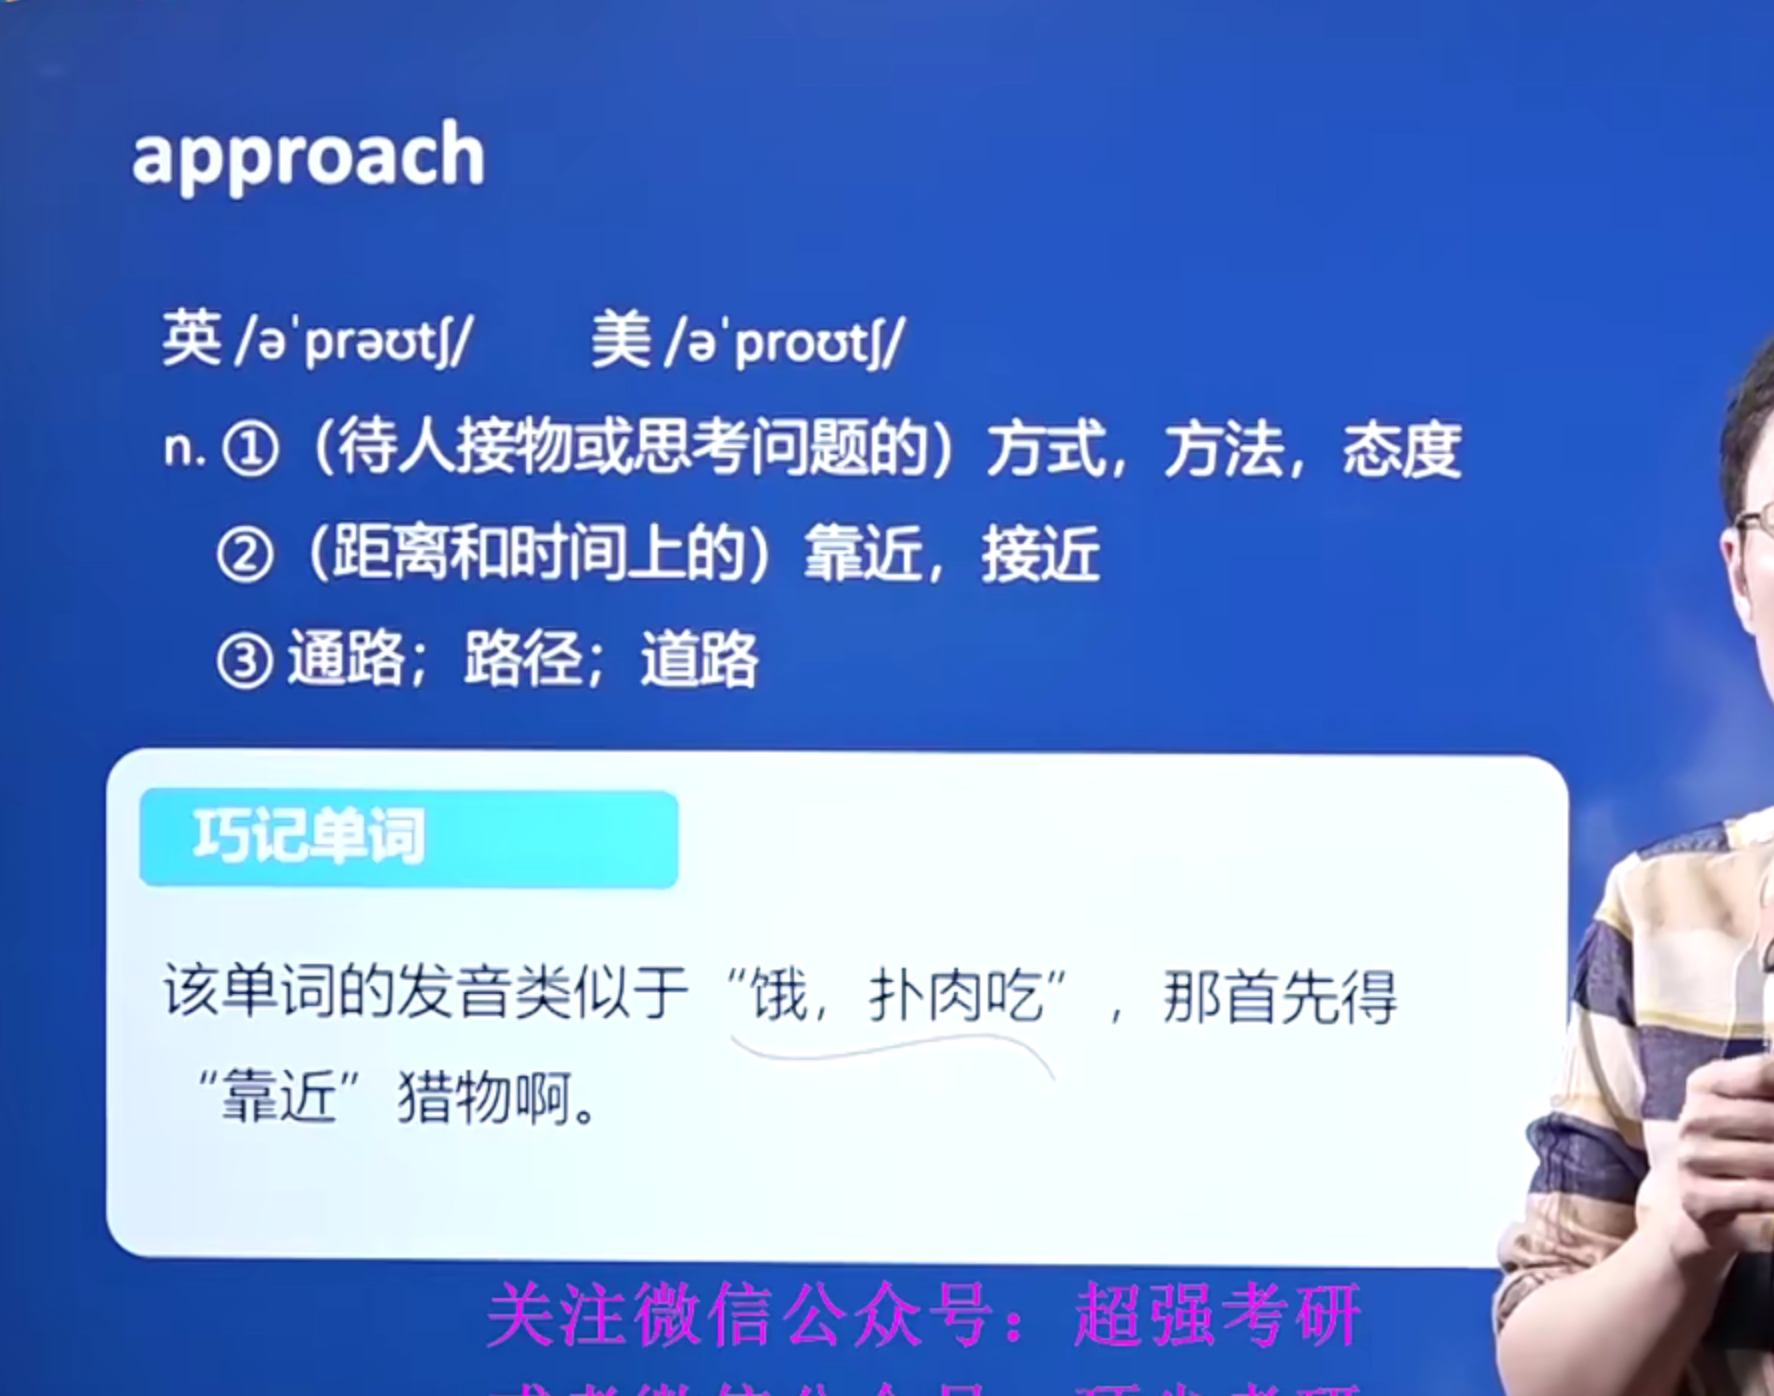 approach
英 /ə'prəʊtʃ/ 美 /ə'proʊtʃ/
n. ①（待人接物或思考问题的）方式，方法，态度
②（距离和时间上的）靠近，接近
③ 通路；路径；道路
巧记单词
该单词的发音类似于“饿，扑肉吃”，那首先得
“靠近”猎物啊。
关注微信公众号：超强考研